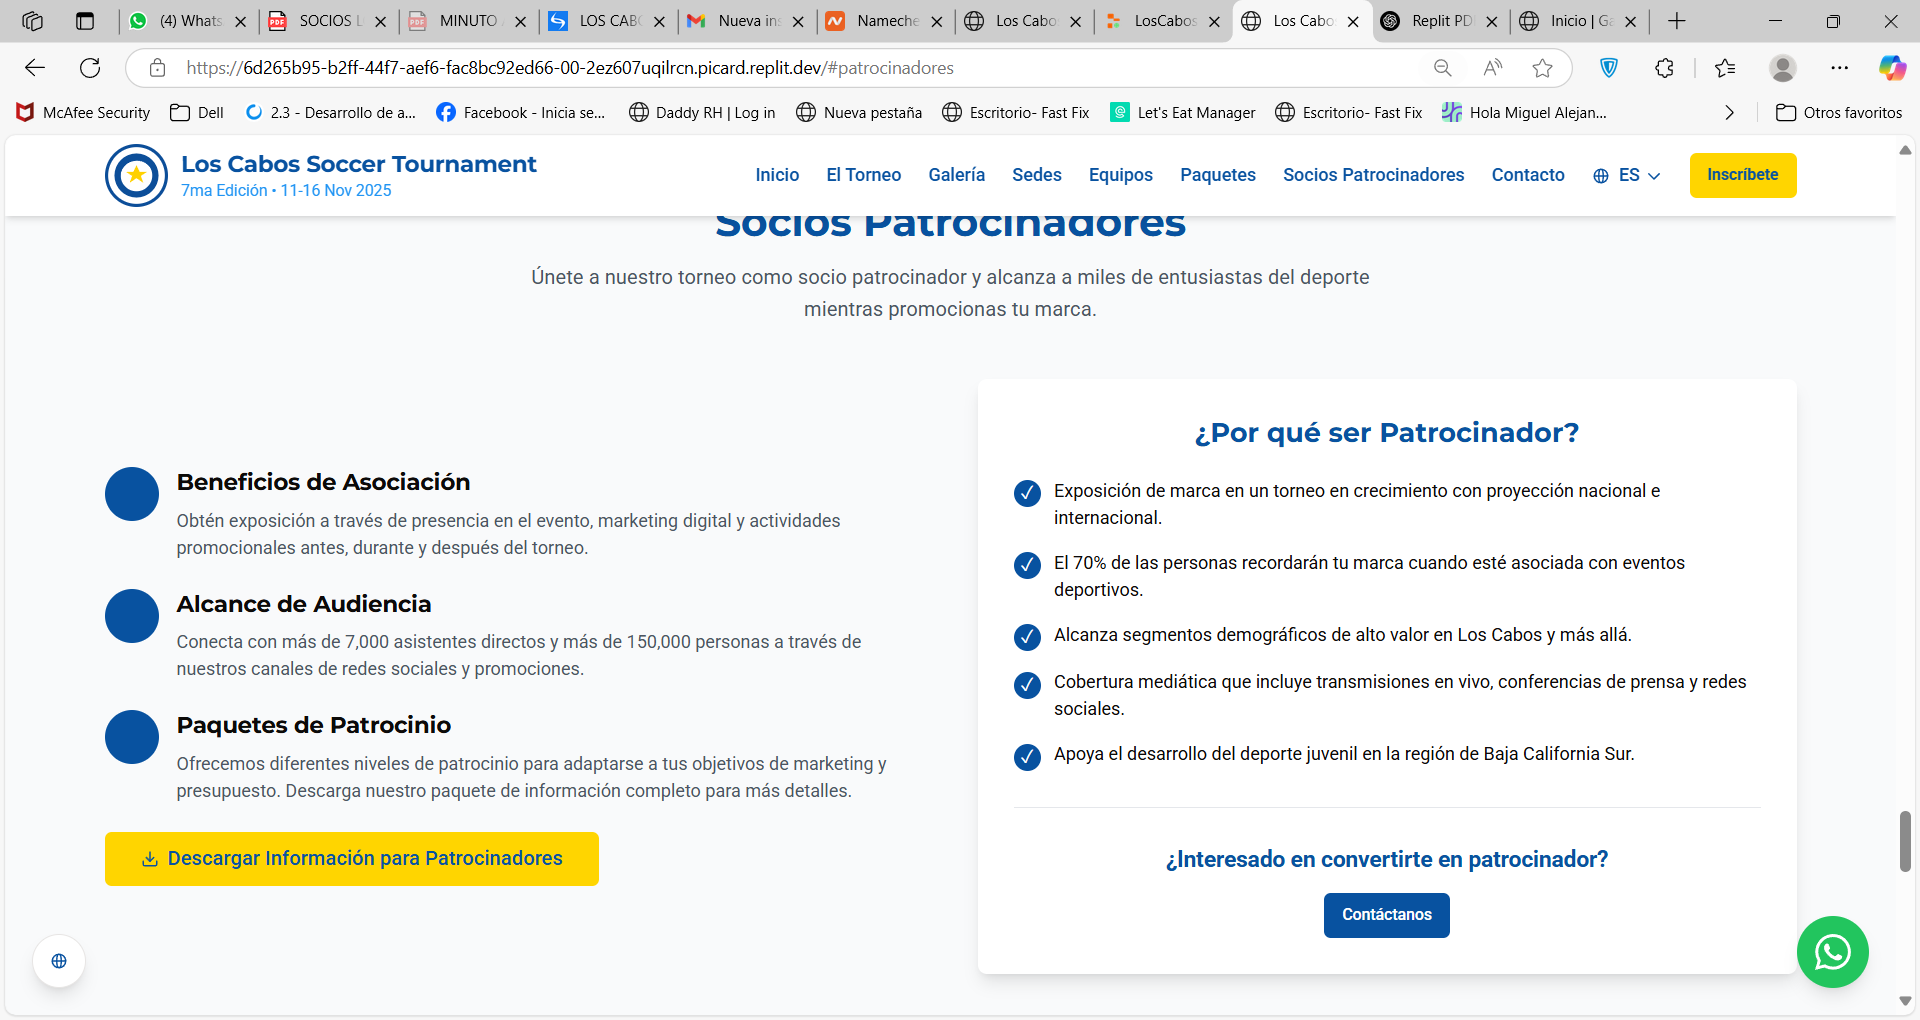 (4) Whats
SOCIOS L
MINUTO A
LOS CABO
Nueva ins
Nameche
Los Cabo
LosCabos
Los Cabo
Replit PD
Inicio | Ga
https://6d265b95-b2ff-44f7-aef6-fac8bc92ed66-00-2ez607uqilrcn.picard.replit.dev/#patrocinadores
McAfee Security
Dell
2.3 - Desarrollo de a...
Facebook - Inicia se...
Daddy RH | Log in
Nueva pestaña
Escritorio- Fast Fix
Let's Eat Manager
Escritorio- Fast Fix
Hola Miguel Alejan...
Otros favoritos
Los Cabos Soccer Tournament
7ma Edición • 11-16 Nov 2025
Inicio
El Torneo
Galería
Sedes
Equipos
Paquetes
Socios Patrocinadores
Contacto
ES
Inscríbete
Socios Patrocinadores
Únete a nuestro torneo como socio patrocinador y alcanza a miles de entusiastas del deporte
mientras promocionas tu marca.
Beneficios de Asociación
Obtén exposición a través de presencia en el evento, marketing digital y actividades
promocionales antes, durante y después del torneo.
Alcance de Audiencia
Conecta con más de 7,000 asistentes directos y más de 150,000 personas a través de
nuestros canales de redes sociales y promociones.
Paquetes de Patrocinio
Ofrecemos diferentes niveles de patrocinio para adaptarse a tus objetivos de marketing y
presupuesto. Descarga nuestro paquete de información completo para más detalles.
Descargar Información para Patrocinadores
¿Por qué ser Patrocinador?
Exposición de marca en un torneo en crecimiento con proyección nacional e
internacional.
El 70% de las personas recordarán tu marca cuando esté asociada con eventos
deportivos.
Alcanza segmentos demográficos de alto valor en Los Cabos y más allá.
Cobertura mediática que incluye transmisiones en vivo, conferencias de prensa y redes
sociales.
Apoya el desarrollo del deporte juvenil en la región de Baja California Sur.
¿Interesado en convertirte en patrocinador?
Contáctanos